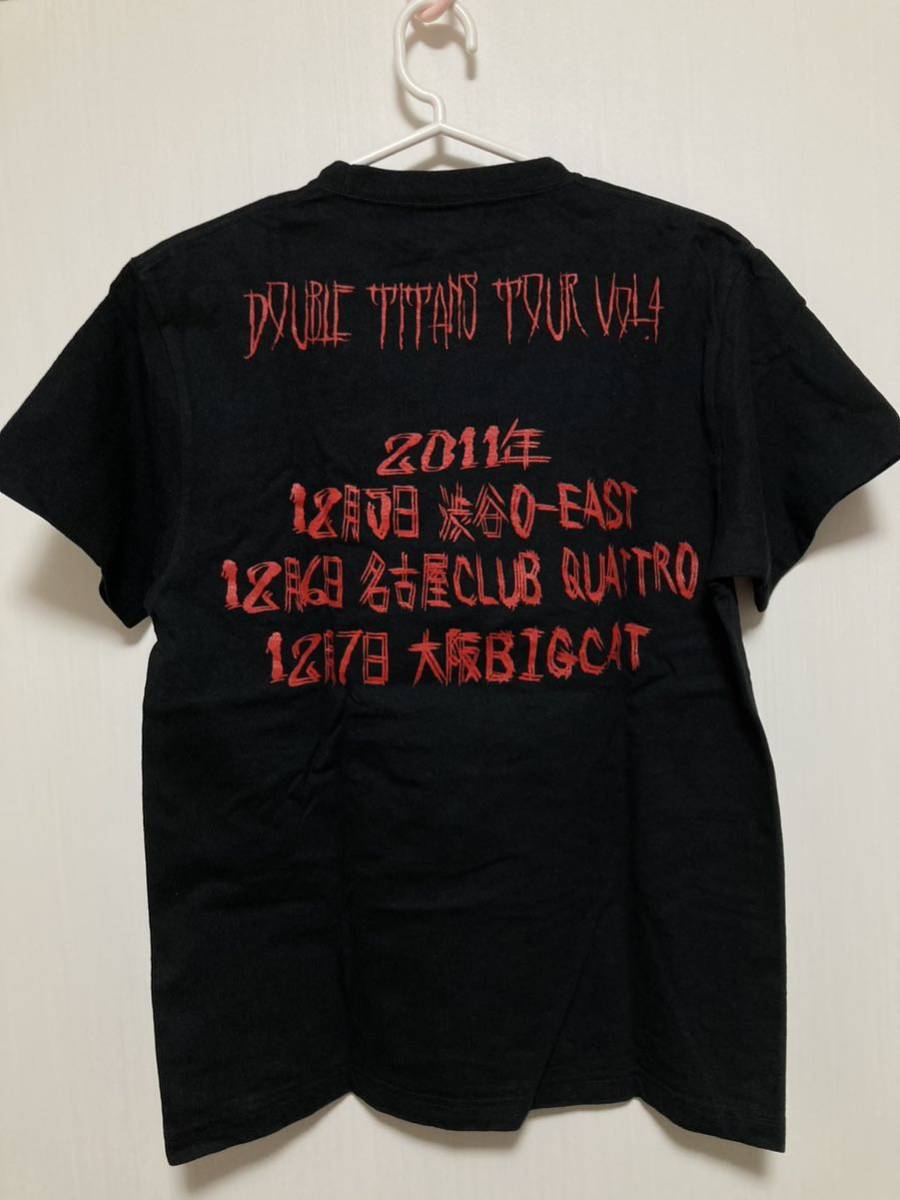 DOUBLE TITANS TOUR VOL.4
2011年
12月5日 渋谷O-EAST
12月6日 名古屋CLUB QUATTRO
12月7日 大阪BIGCAT